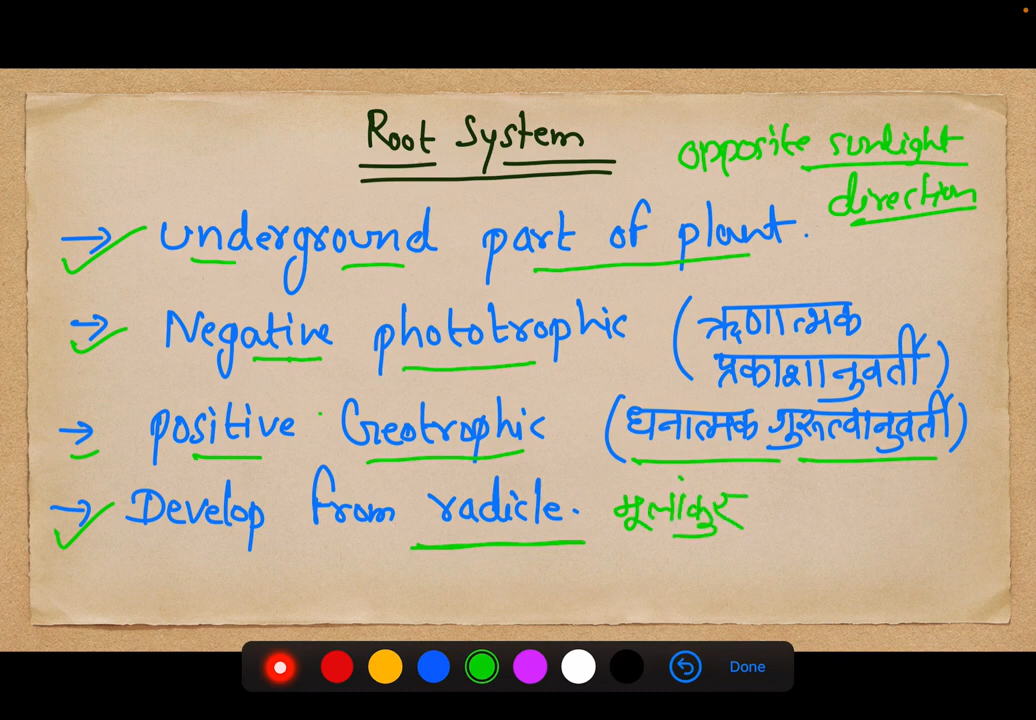 Root System
opposite sunlight
direction
→ Underground part of plant.
→ Negative phototrophic (ऋणात्मक
प्रकाशानुवर्ती)
→ positive Geotrophic (धनात्मक गुरूत्वानुवर्ती)
→ Develop from radicle. मूलांकुर
Done